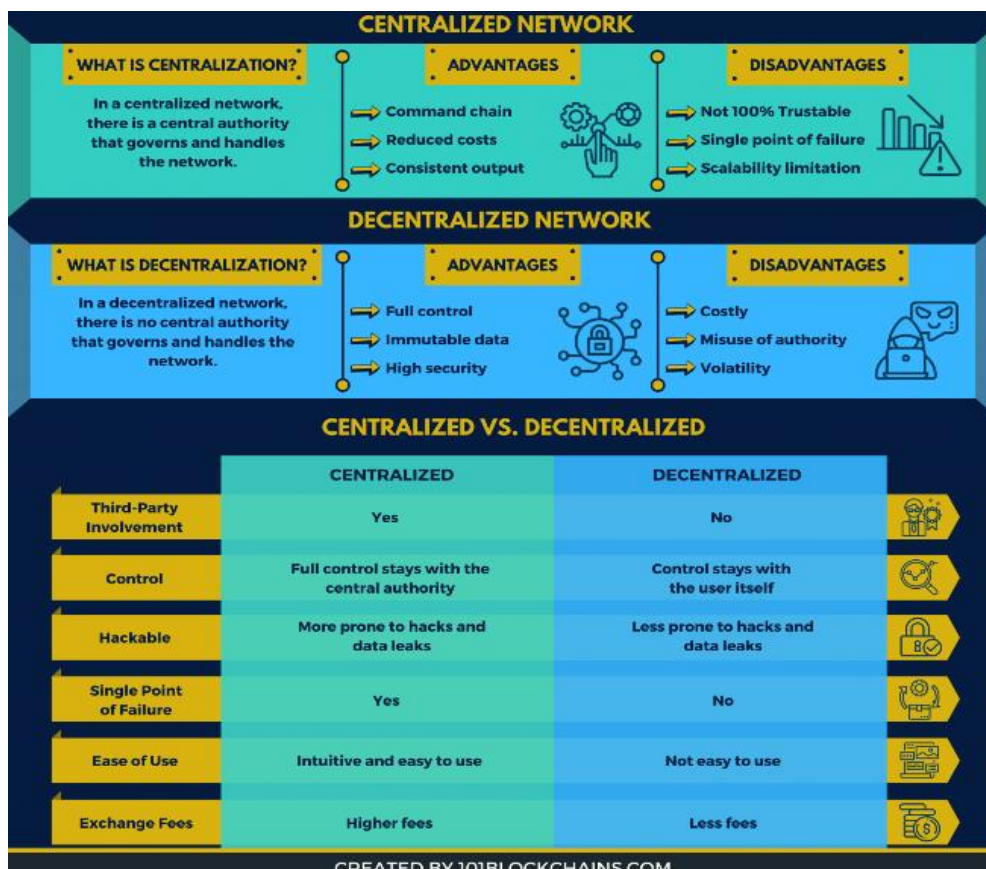 CENTRALIZED NETWORK
WHAT IS CENTRALIZATION?
In a centralized network,
there is a central authority
that governs and handles
the network.
ADVANTAGES
Command chain
Reduced costs
Consistent output
DISADVANTAGES
Not 100% Trustable
Single point of failure
Scalability limitation
DECENTRALIZED NETWORK
WHAT IS DECENTRALIZATION?
In a decentralized network,
there is no central authority
that governs and handles the
network.
ADVANTAGES
Full control
Immutable data
High security
DISADVANTAGES
Costly
Misuse of authority
Volatility
CENTRALIZED VS. DECENTRALIZED
CENTRALIZED DECENTRALIZED
Third-Party
Involvement
Yes
No
Control
Full control stays with the
central authority
Control stays with
the user itself
Hackable
More prone to hacks and
data leaks
Less prone to hacks and
data leaks
Single Point
of Failure
Yes
No
Ease of Use
Intuitive and easy to use
Not easy to use
Exchange Fees
Higher fees
Less fees
CREATED BY 101BLOCKCHAINS.COM